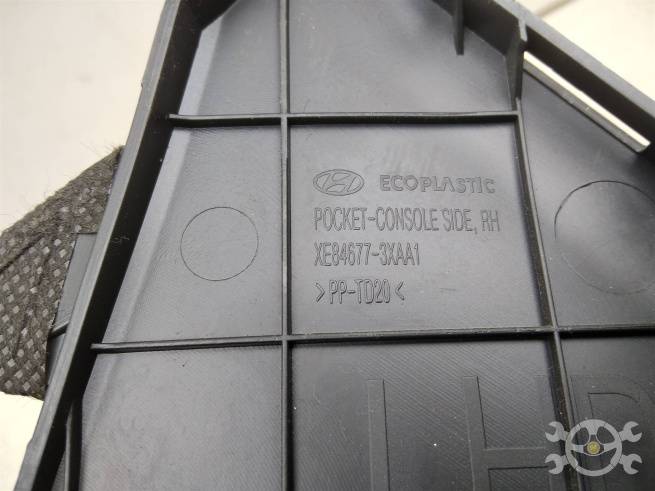 ECOPLASTIC
POCKET-CONSOLE SIDE, RH
XE84677-3XAA1
>PP-TD20<